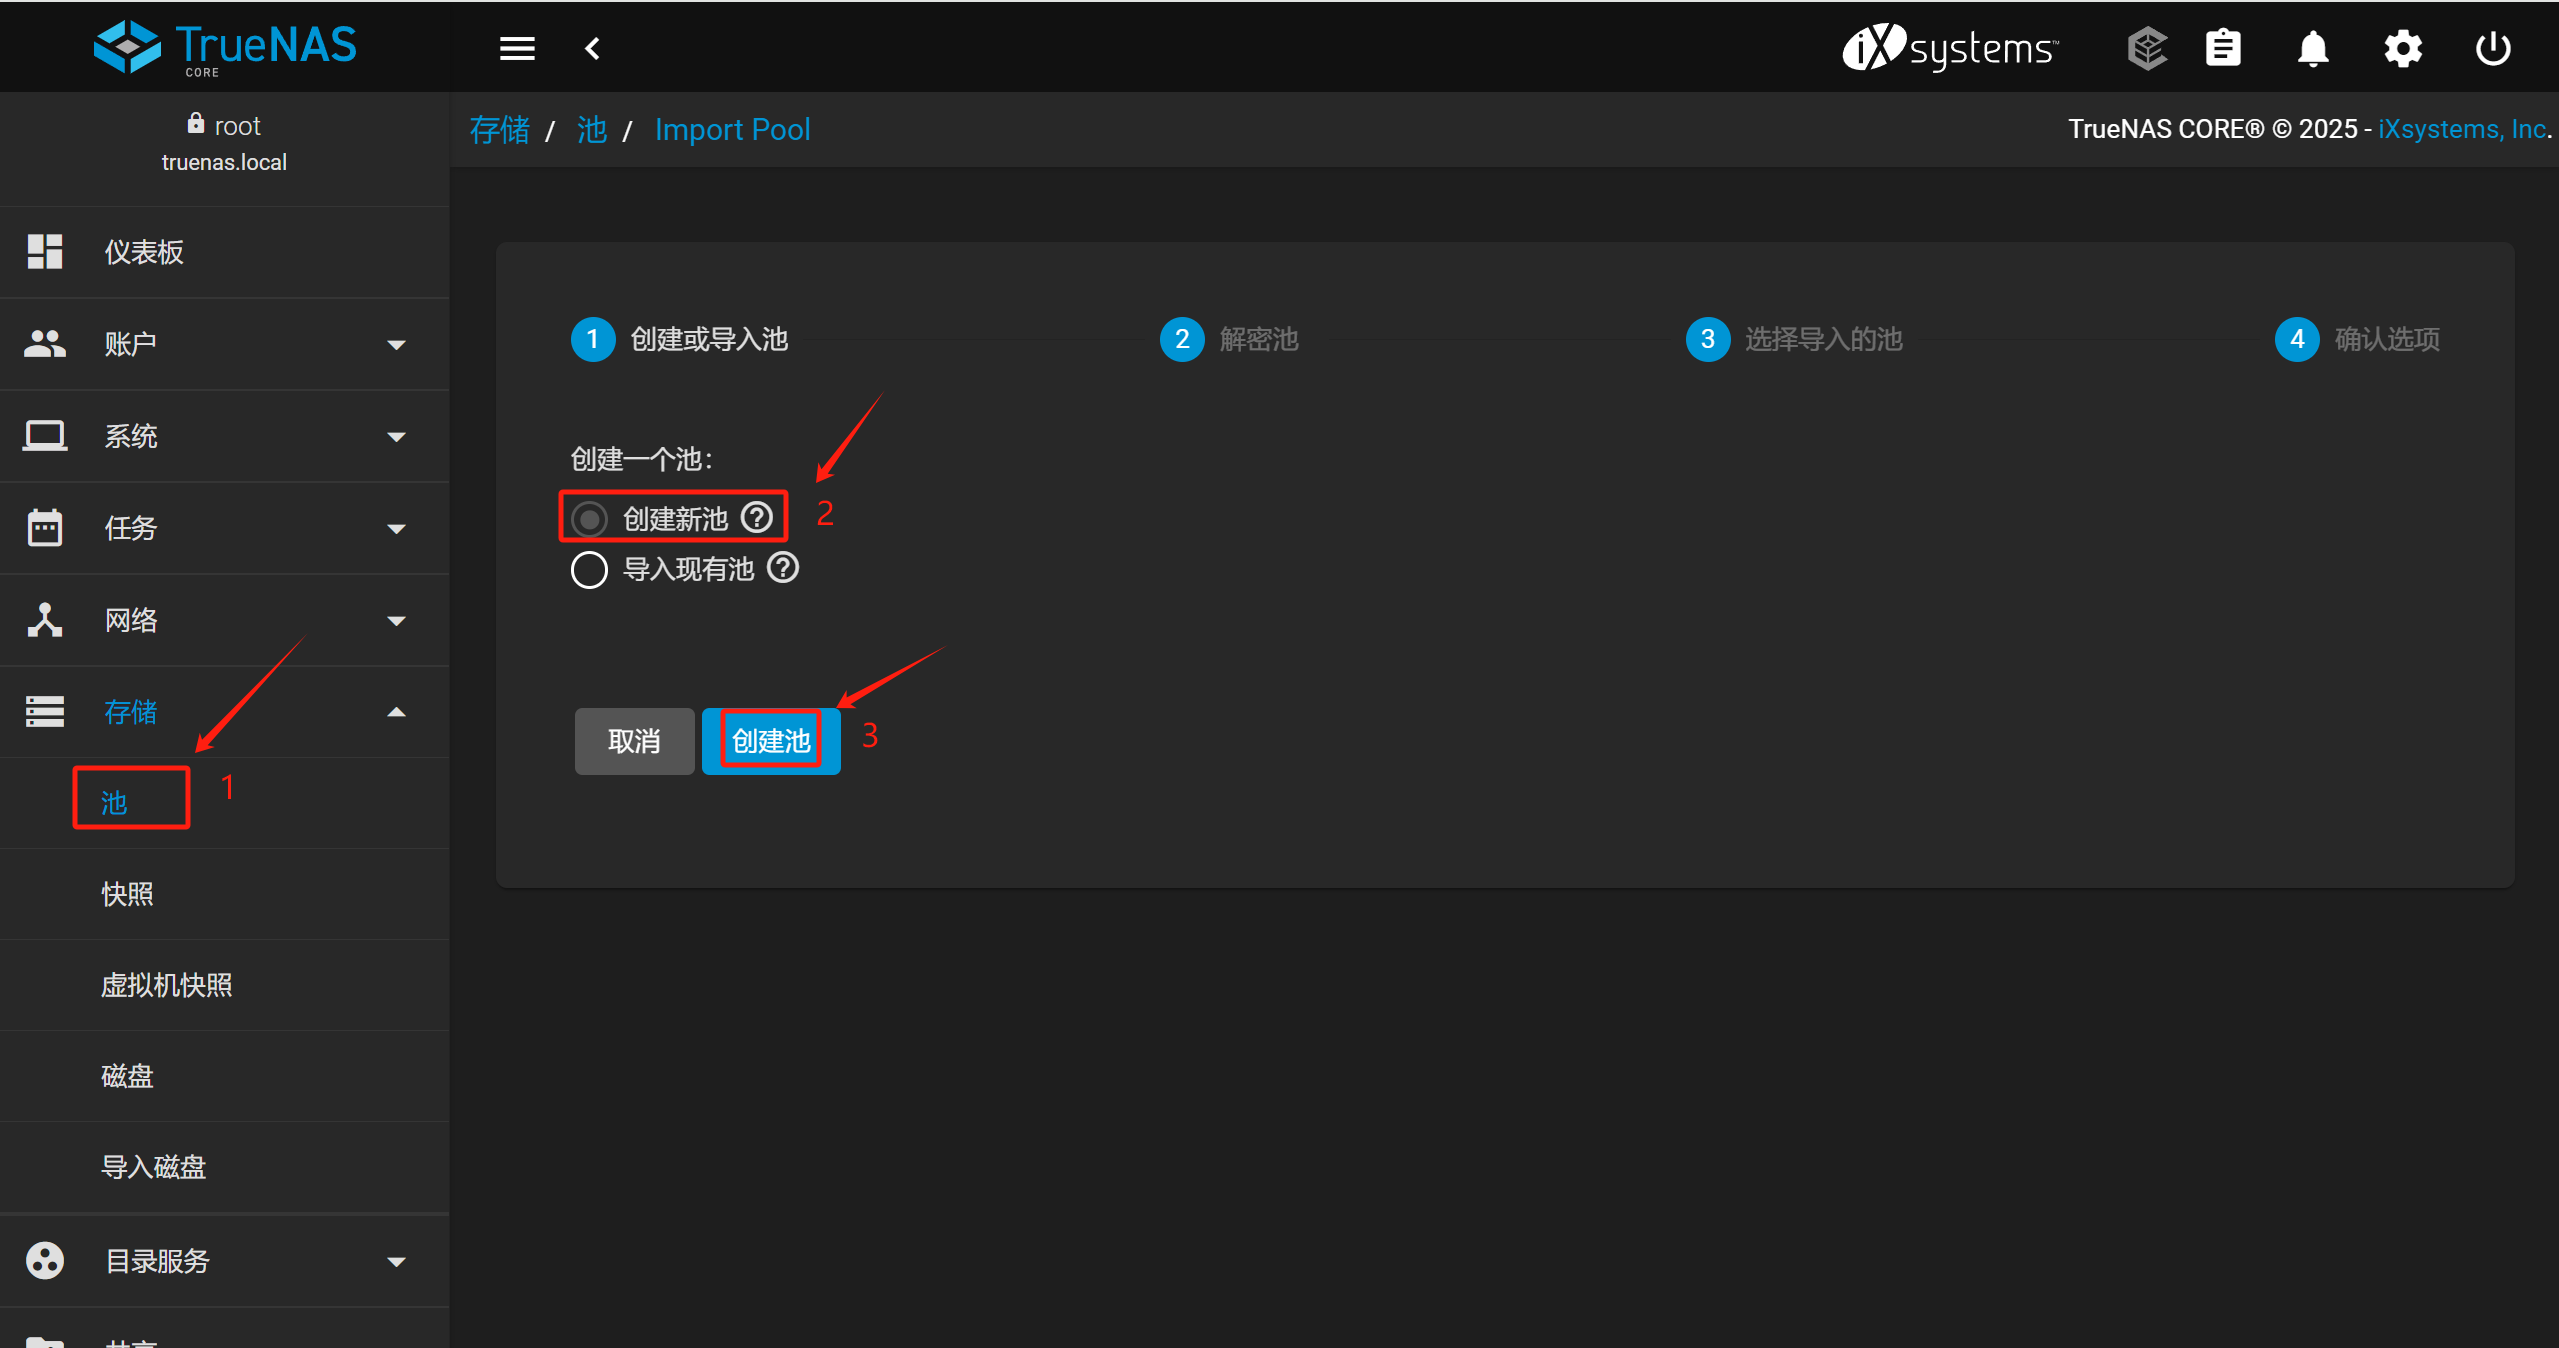 TrueNAS
CORE
iXsystems™
root
truenas.local
存储 / 池 / Import Pool
TrueNAS CORE® © 2025 - iXsystems, Inc.
仪表板
账户
系统
任务
网络
存储
池
1
快照
虚拟机快照
磁盘
导入磁盘
目录服务
1 创建或导入池
2 解密池
3 选择导入的池
4 确认选项
创建一个池：
创建新池 ?
2
导入现有池 ?
取消
创建池
3